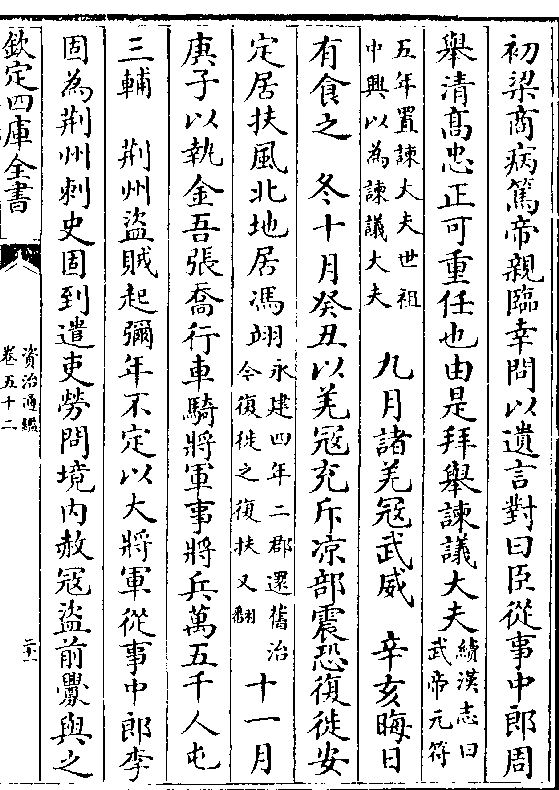 初梁商病篤帝親臨幸問以遺言對曰臣從事中郎周
舉清髙忠正可重任也由是拜舉諫議大夫續漢志曰武帝元狩
五年置諫大夫世祖中興以為諫議大夫 九月諸羌冦武威 辛亥晦日
有食之 冬十月癸丑以羌冦充斥凉部震恐復徙安
定居扶風北地居馮翊永建四年二郡還舊治今復徙之復扶又翻 十一月
庚子以執金吾張喬行車騎將軍事將兵萬五千人屯
三輔 荆州盜賊起彌年不定以大將軍從事中郎李
固為荆州刺史固到遣吏勞問境内赦冦盜前釁與之
欽定四庫全書
資治通鑑
卷五十二